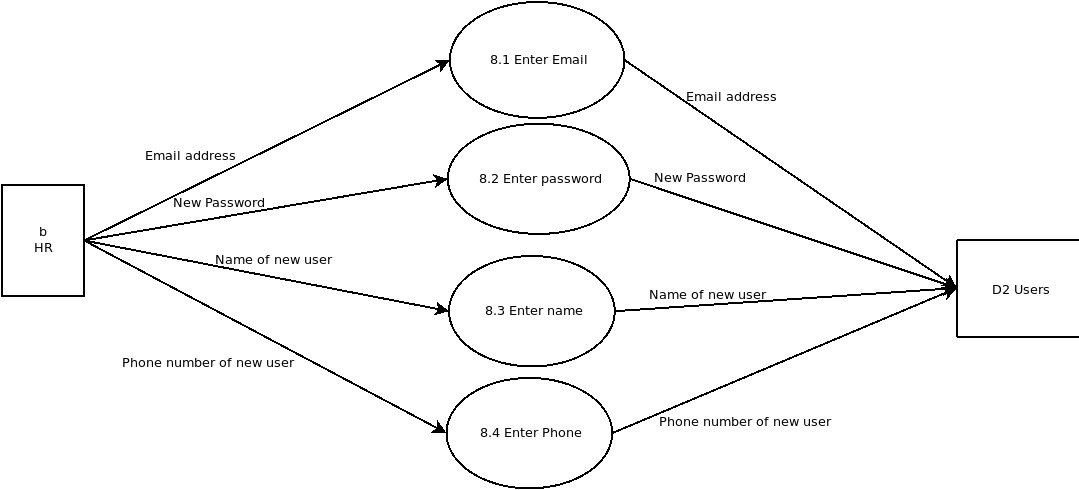 8.1 Enter Email
Email address
Email address
8.2 Enter password
New Password
New Password
b
HR
Name of new user
D2 Users
Name of new user
8.3 Enter name
Phone number of new user
Phone number of new user
8.4 Enter Phone